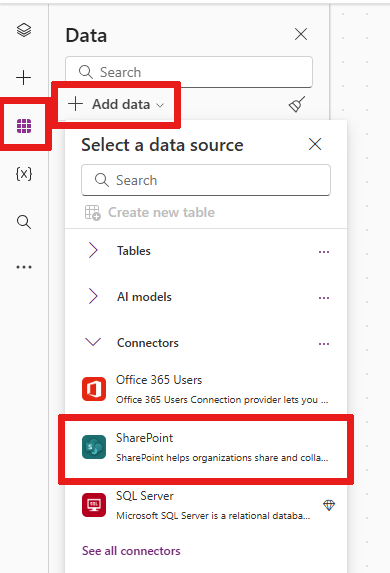 Data
Search
Add data
Select a data source
Search
Create new table
Tables
AI models
Connectors
Office 365 Users
Office 365 Users Connection provider lets you ...
SharePoint
SharePoint helps organizations share and colla...
SQL
SQL Server
Microsoft SQL Server is a relational databa...
See all connectors
{x}